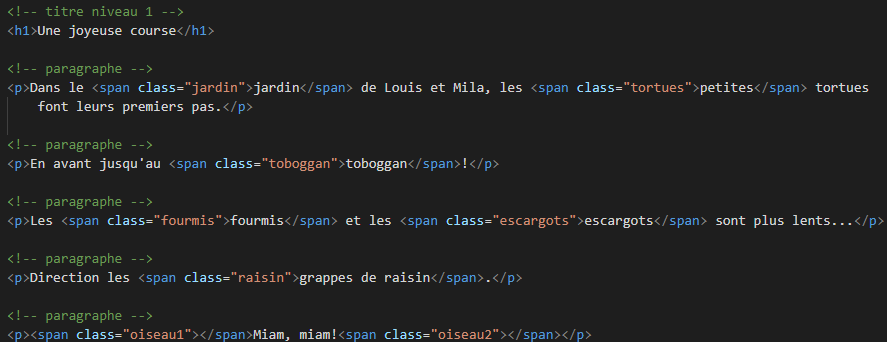 <!-- titre niveau 1 -->
<h1>Une joyeuse course</h1>
<!-- paragraphe -->
<p>Dans le <span class="jardin">jardin</span> de Louis et Mila, les <span class="tortues">petites</span> tortues
font leurs premiers pas.</p>
<!-- paragraphe -->
<p>En avant jusqu'au <span class="toboggan">toboggan</span>!</p>
<!-- paragraphe -->
<p>Les <span class="fourmis">fourmis</span> et les <span class="escargots">escargots</span> sont plus lents...</p>
<!-- paragraphe -->
<p>Direction les <span class="raisin">grappes de raisin</span>.</p>
<!-- paragraphe -->
<p><span class="oiseau1"></span>Miam, miam!<span class="oiseau2"></span></p>